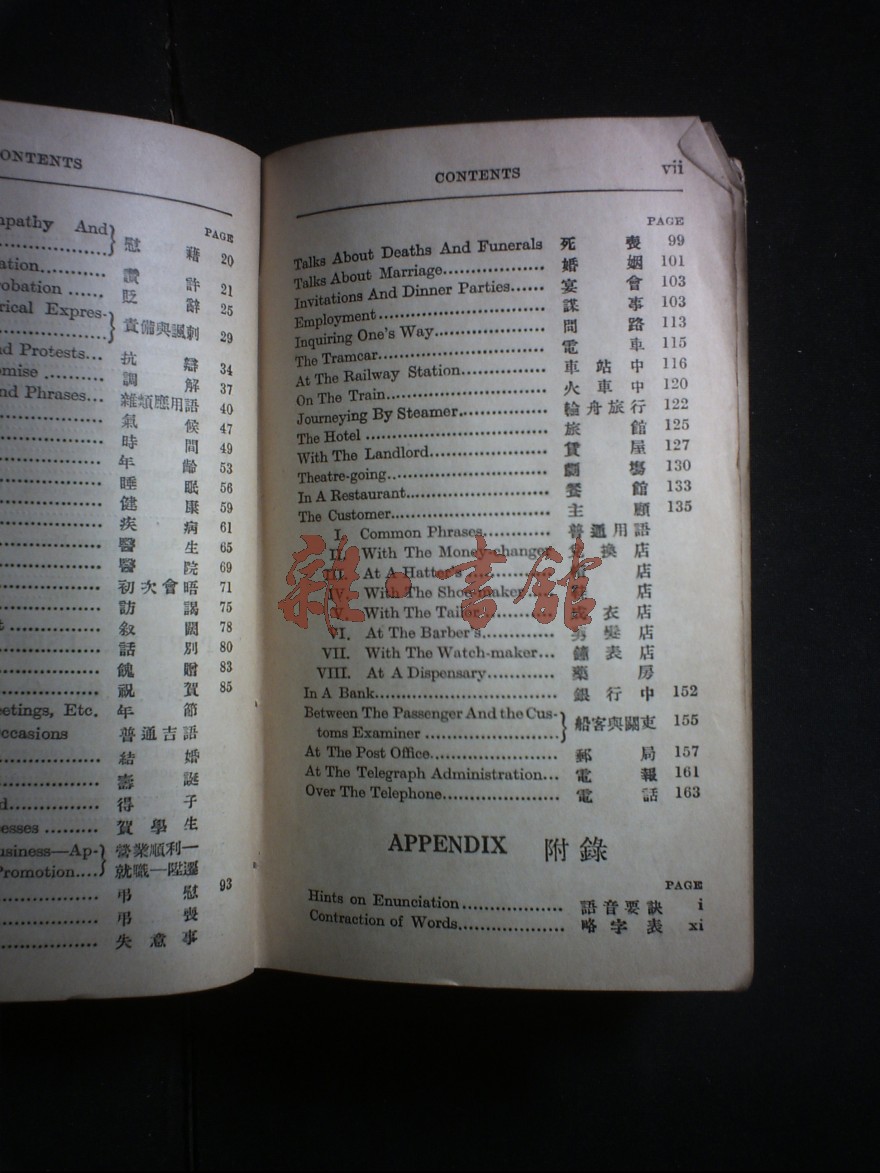 CONTENTS
PAGE
mpathy And
慰 藉 20
ation.......... 讚 許 21
robation ...... 貶 辭 25
rical Expres-
責備與諷刺 29
nd Protests... 抗 辯 34
omise .......... 調 解 37
nd Phrases... 雜類應用語 40
氣 候 47
時 間 49
年 齡 53
睡 眠 56
健 康 59
疾 病 61
醫 生 65
醫 院 69
初次會晤 71
訪 謁 75
t .......... 叙 闊 78
話 別 80
餽 贈 83
祝 賀 85
eetings, Etc. 年 節
ccasions 普通吉語
結 婚
壽 誕
d.......... 得 子
esses ......... 賀 學 生
usiness—Ap-
romotion....
營業順利—
就職—陞遷
弔 慰 93
弔 喪
失 意 事
CONTENTS vii
PAGE
Talks About Deaths And Funerals 死 喪 99
Talks About Marriage.................. 婚 姻 101
Invitations And Dinner Parties...... 宴 會 103
Employment............................. 謀 事 103
Inquiring One's Way.................. 問 路 113
The Tramcar............................. 電 車 115
At The Railway Station............... 車 站 中 116
On The Train............................ 火 車 中 120
Journeying By Steamer................ 輪 舟 旅 行 122
The Hotel ................................ 旅 館 125
With The Landlord..................... 賃 屋 127
Theatre-going............................ 劇 塲 130
In A Restaurant......................... 餐 館 133
The Customer............................ 主 顧 135
I. Common Phrases............ 普 通 用 語
II. With The Money-changer 兌 換 店
III. At A Hatter's ............... 店
IV. With The Shoe-maker ..... 店
V. With The Tailor............. 成 衣 店
VI. At The Barber's............. 髮 店
VII. With The Watch-maker... 鐘 表 店
VIII. At A Dispensary............ 藥 房
In A Bank................................ 銀 行 中 152
Between The Passenger And the Cus-
toms Examiner ........................ 船客與關吏 155
At The Post Office..................... 郵 局 157
At The Telegraph Administration... 電 報 161
Over The Telephone.................... 電 話 163
APPENDIX 附錄
PAGE
Hints on Enunciation .................. 語 音 要 訣 i
Contraction of Words................... 略 字 表 xi
雜·書館